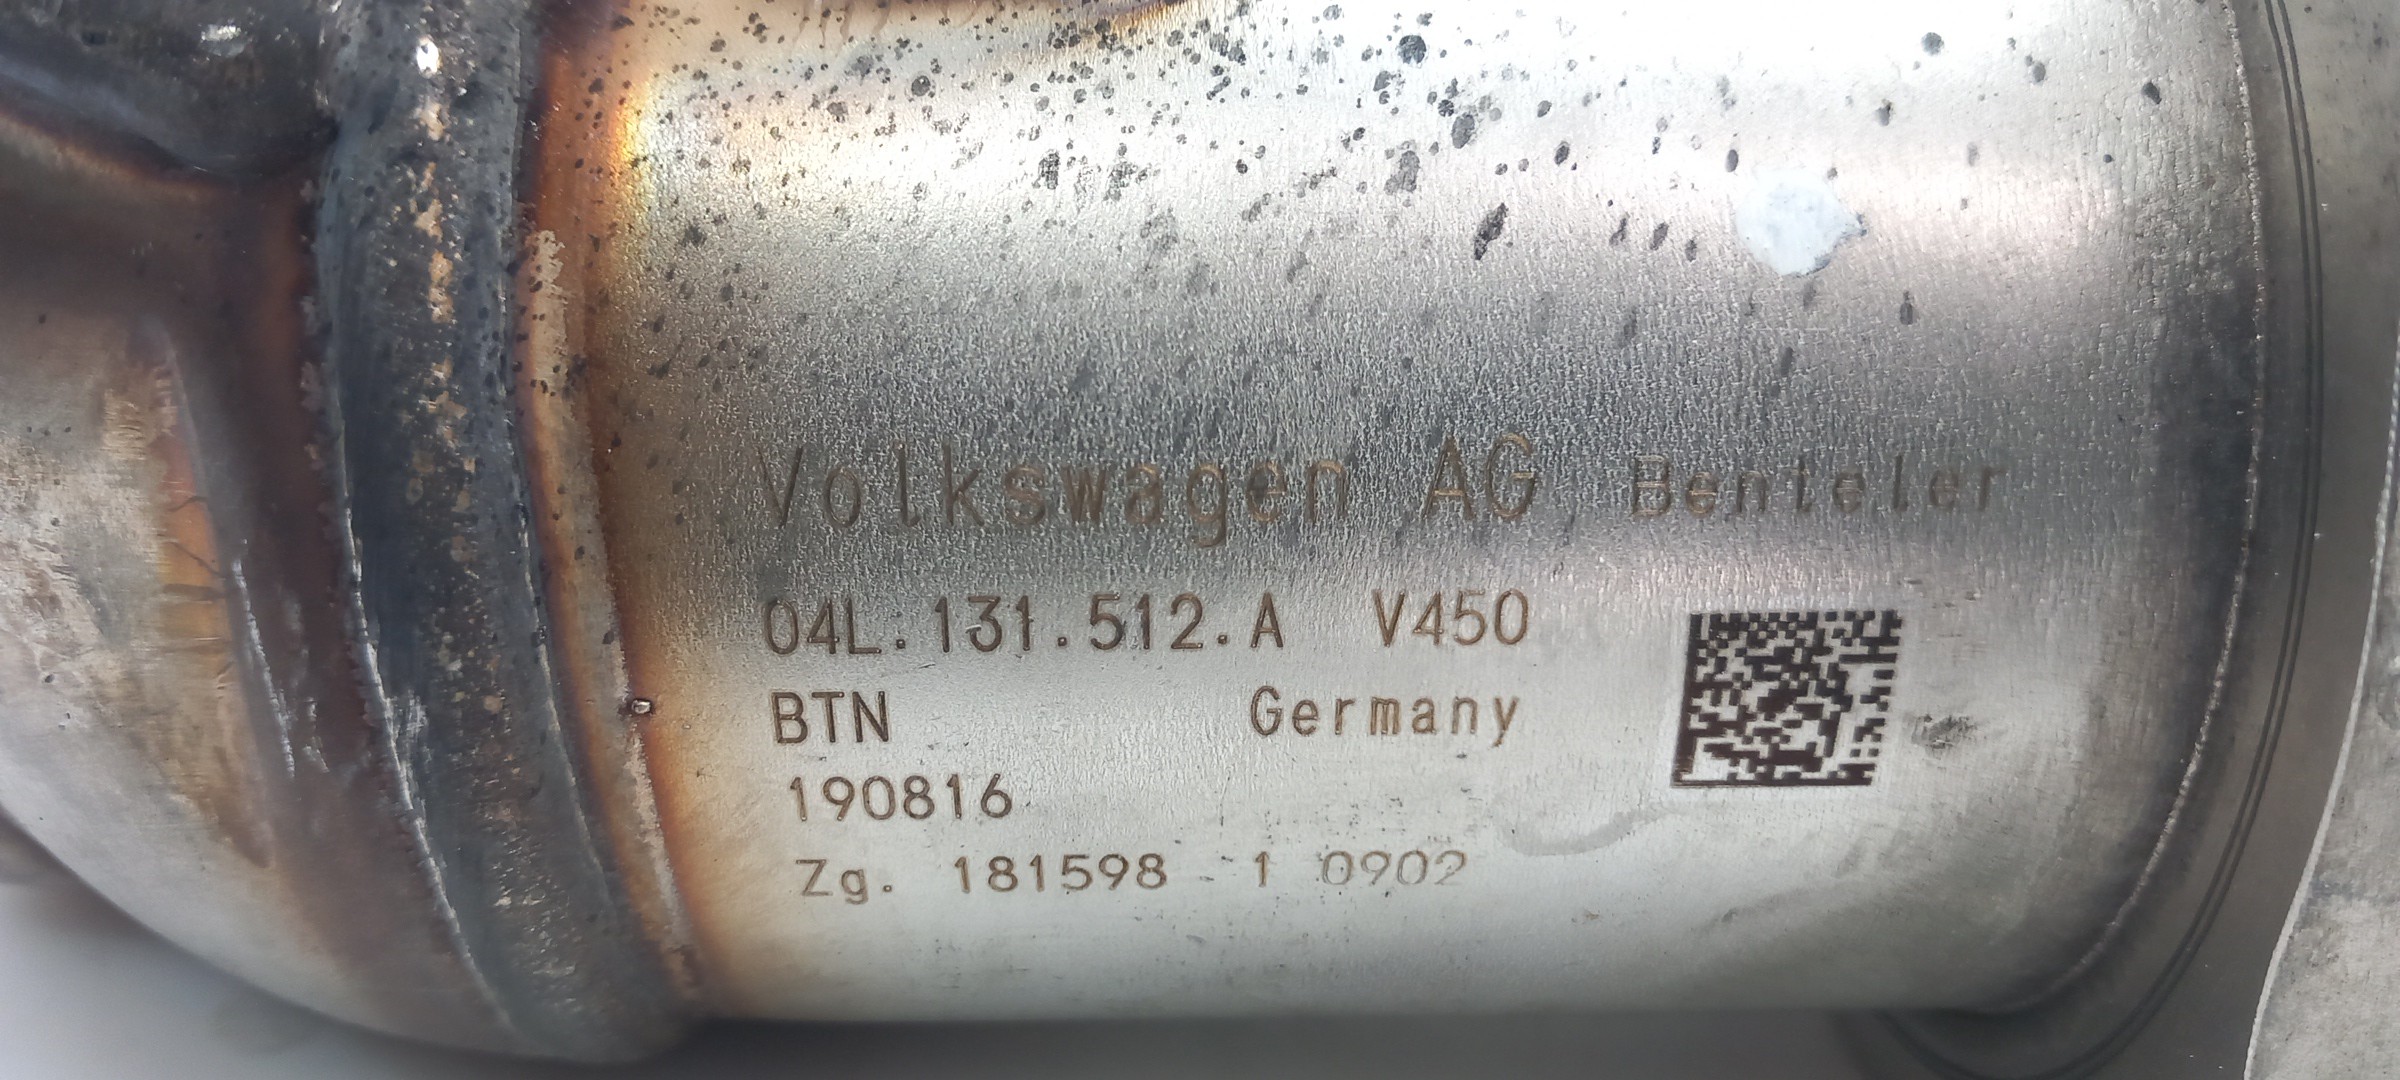 Volkswagen AG Benteler
04L.131.512.A V450
BTN Germany
190816
Zg. 181598 - 1 0902